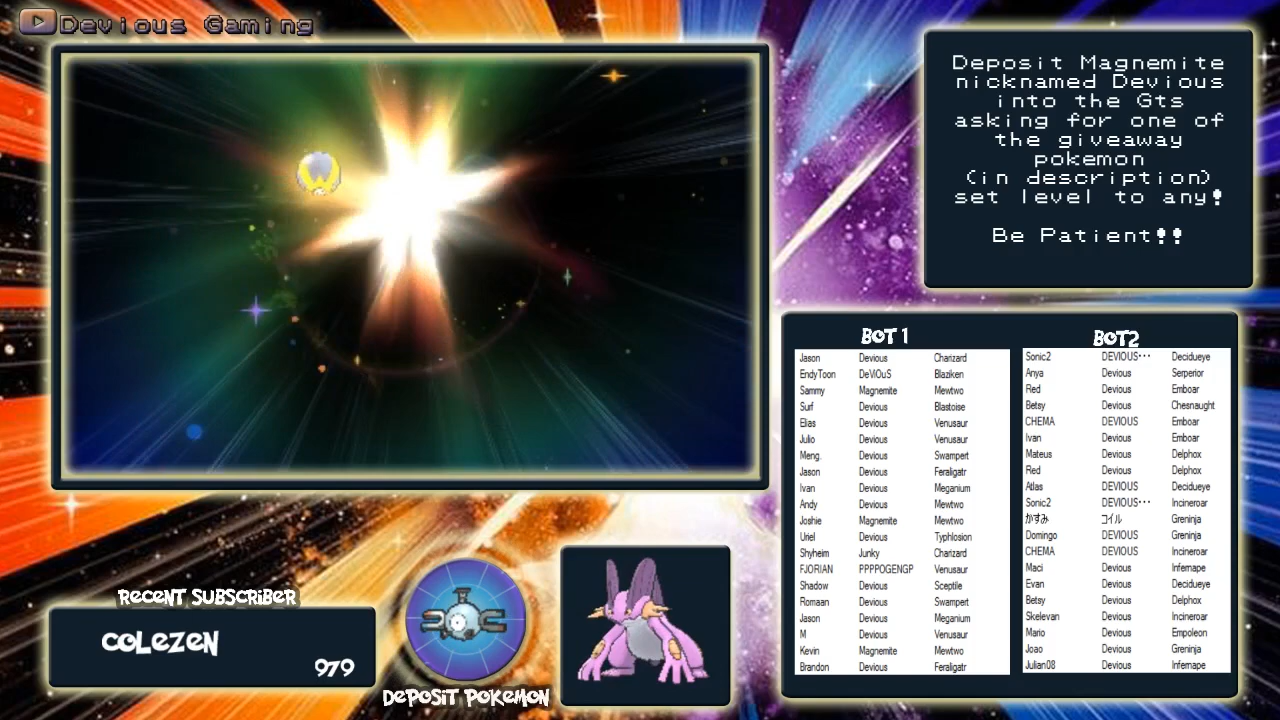 Devious Gaming
Deposit Magnemite
nicknamed Devious
into the Gts
asking for one of
the giveaway
pokemon
(in description)
set level to any!
Be Patient!!
BOT 1
Jason Devious Charizard
EndyToon DeViOuS Blaziken
Sammy Magnemite Mewtwo
Surf Devious Blastoise
Elias Devious Venusaur
Julio Devious Venusaur
Meng. Devious Swampert
Jason Devious Feraligatr
Ivan Devious Meganium
Andy Devious Mewtwo
Joshie Magnemite Mewtwo
Uriel Devious Typhlosion
Shyheim Junky Charizard
FJORIAN PPPPOGENGP Venusaur
Shadow Devious Sceptile
Romaan Devious Swampert
Jason Devious Meganium
M Devious Venusaur
Kevin Magnemite Mewtwo
Brandon Devious Feraligatr
BOT2
Sonic2 DEVIOUS··· Decidueye
Anya Devious Serperior
Red Devious Emboar
Betsy Devious Chesnaught
CHEMA DEVIOUS Emboar
Ivan Devious Emboar
Mateus Devious Delphox
Red Devious Delphox
Atlas DEVIOUS Decidueye
Sonic2 DEVIOUS··· Incineroar
かすみ コイル Greninja
Domingo DEVIOUS Greninja
CHEMA DEVIOUS Incineroar
Maci Devious Infernape
Evan Devious Decidueye
Betsy Devious Delphox
Skelevan Devious Incineroar
Mario Devious Empoleon
Joao Devious Greninja
Julian08 Devious Infernape
RECENT SUBSCRIBER
COLEZEN
979
DEPOSIT POKEMON